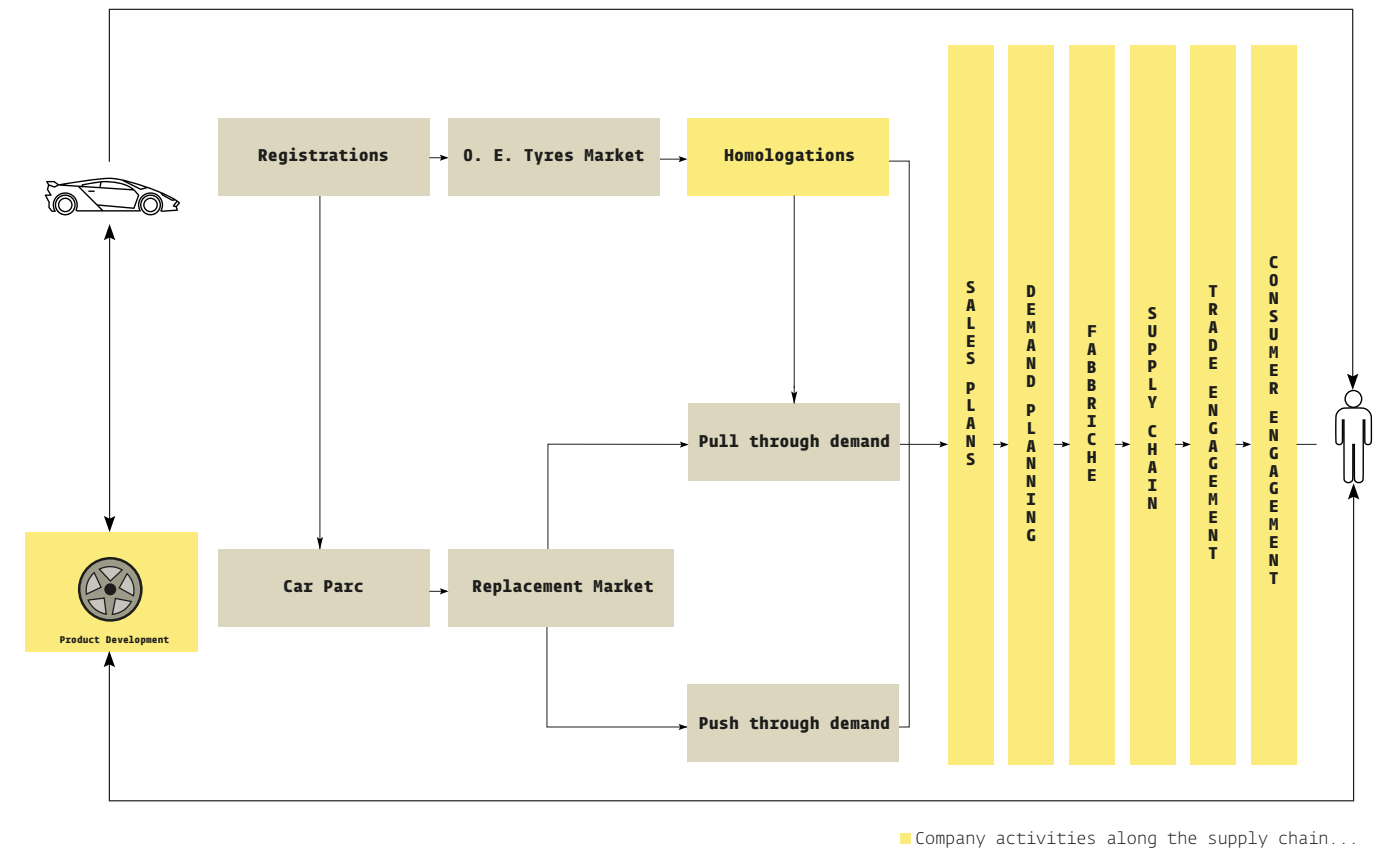 Registrations
O. E. Tyres Market
Homologations
SALES PLANS
DEMAND PLANNING
FABBRICHE
SUPPLY CHAIN
TRADE ENGAGEMENT
CONSUMER ENGAGEMENT
Pull through demand
Car Parc
Replacement Market
Product Development
Push through demand
Company activities along the supply chain...